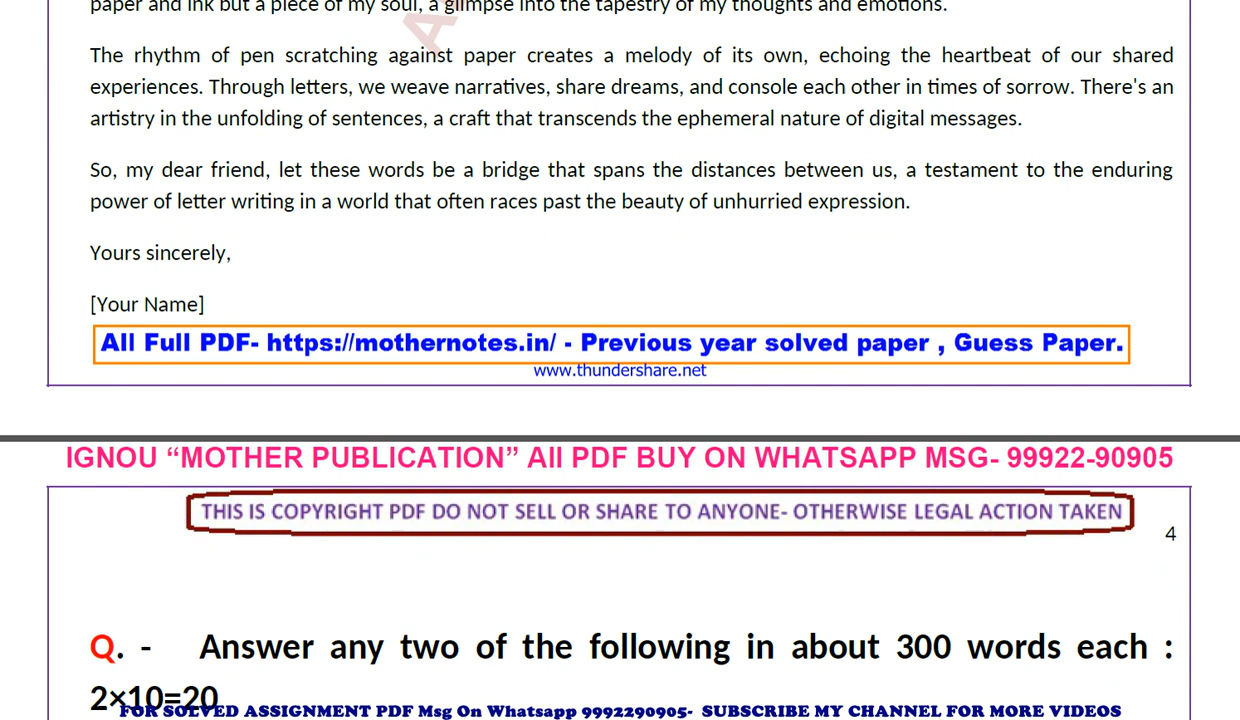 paper and ink but a piece of my soul, a glimpse into the tapestry of my thoughts and emotions.
The rhythm of pen scratching against paper creates a melody of its own, echoing the heartbeat of our shared
experiences. Through letters, we weave narratives, share dreams, and console each other in times of sorrow. There's an
artistry in the unfolding of sentences, a craft that transcends the ephemeral nature of digital messages.
So, my dear friend, let these words be a bridge that spans the distances between us, a testament to the enduring
power of letter writing in a world that often races past the beauty of unhurried expression.
Yours sincerely,
[Your Name]
All Full PDF- https://mothernotes.in/ - Previous year solved paper , Guess Paper.
www.thundershare.net
IGNOU “MOTHER PUBLICATION” All PDF BUY ON WHATSAPP MSG- 99922-90905
THIS IS COPYRIGHT PDF DO NOT SELL OR SHARE TO ANYONE- OTHERWISE LEGAL ACTION TAKEN
4
Q. - Answer any two of the following in about 300 words each :
2×10=20
FOR SOLVED ASSIGNMENT PDF Msg On Whatsapp 9992290905- SUBSCRIBE MY CHANNEL FOR MORE VIDEOS